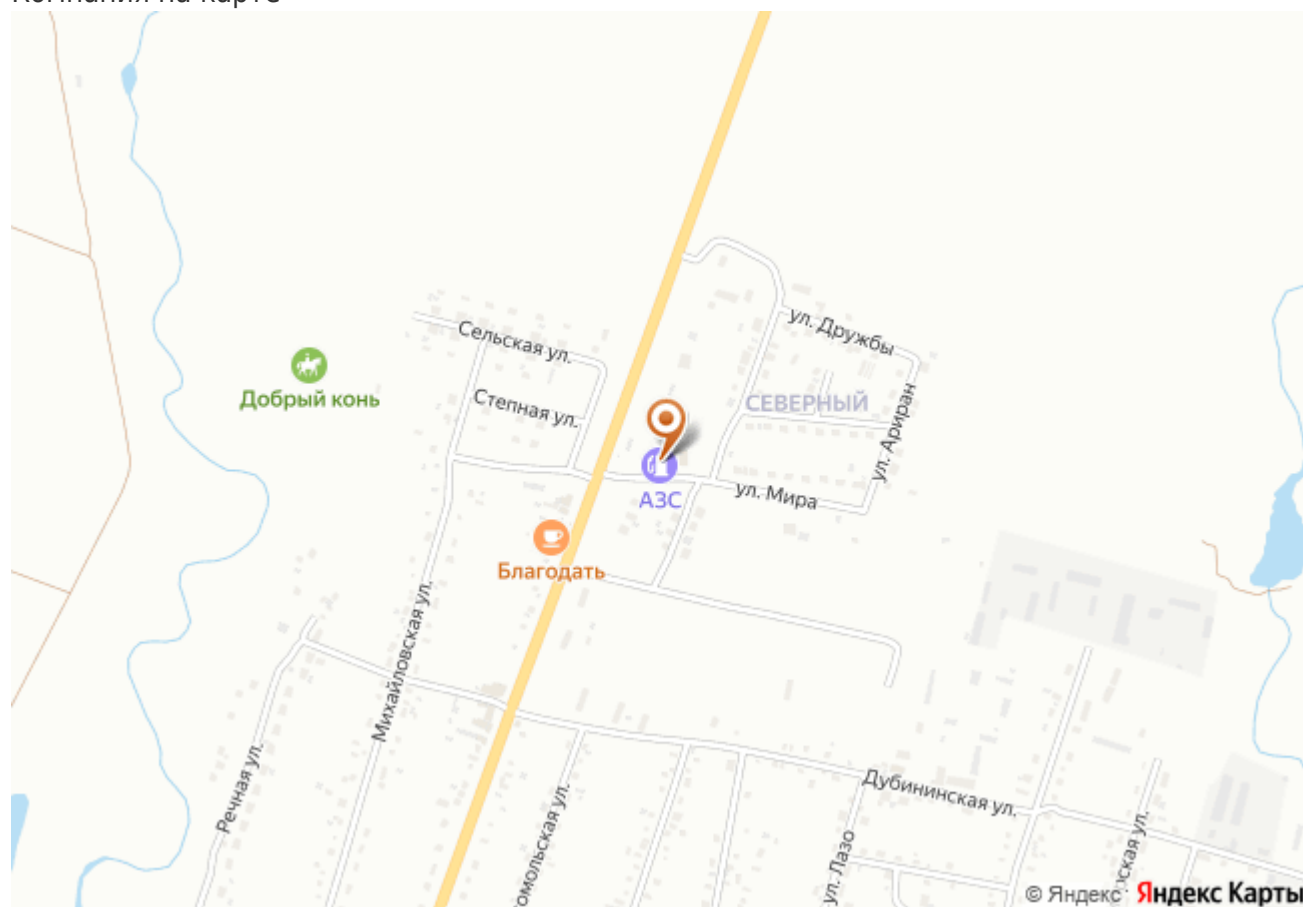 Сельская ул.
ул. Дружбы
Добрый конь
Степная ул.
СЕВЕРНЫЙ
ул. Ариран
АЗС
ул. Мира
Благодать
Михайловская ул.
Речная ул.
Дубининская ул.
ул. Лазо
© Яндекс Яндекс Карты